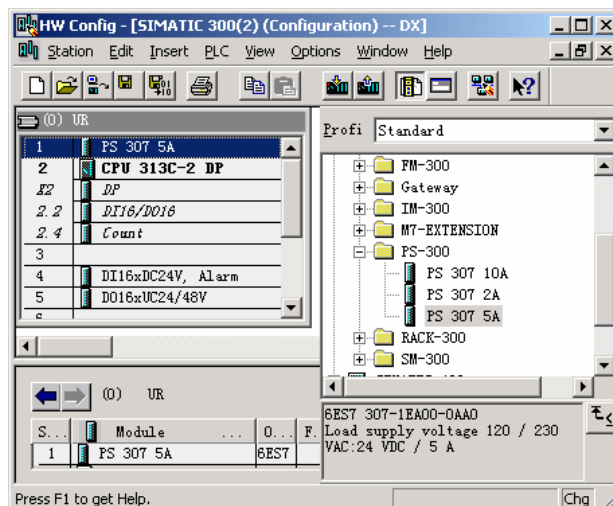 HW Config - [SIMATIC 300(2) (Configuration) -- DX]
Station Edit Insert PLC View Options Window Help
(0) UR
1 PS 307 5A
2 CPU 313C-2 DP
X2 DP
2.2 DI16/DO16
2.4 Count
3
4 DI16xDC24V, Alarm
5 DO16xUC24/48V
Profi Standard
FM-300
Gateway
IM-300
M7-EXTENSION
PS-300
PS 307 10A
PS 307 2A
PS 307 5A
RACK-300
SM-300
(0) UR
S... Module ... O... F.
1 PS 307 5A 6ES7
6ES7 307-1EA00-0AA0
Load supply voltage 120 / 230
VAC:24 VDC / 5 A
Press F1 to get Help.
Chg